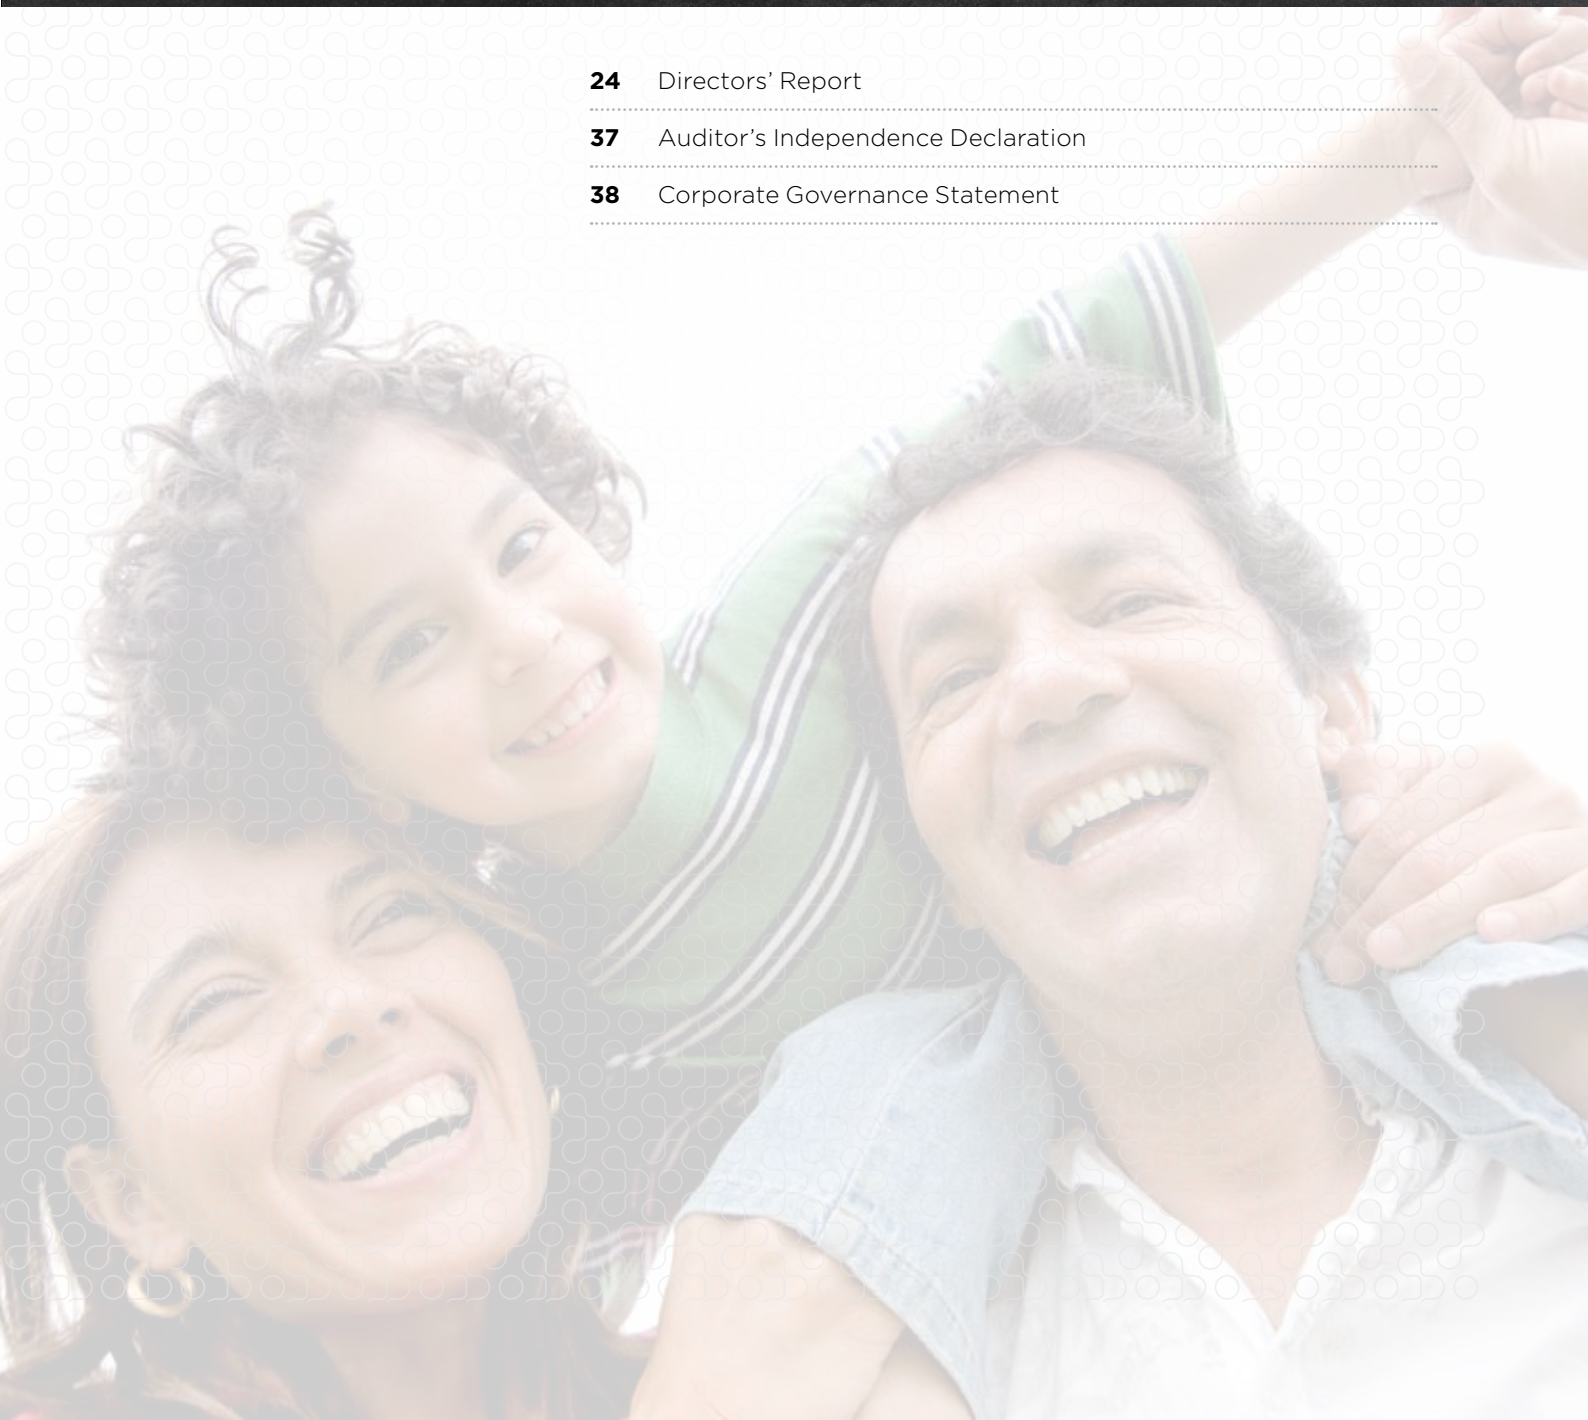 24 Directors’ Report
37 Auditor’s Independence Declaration
38 Corporate Governance Statement